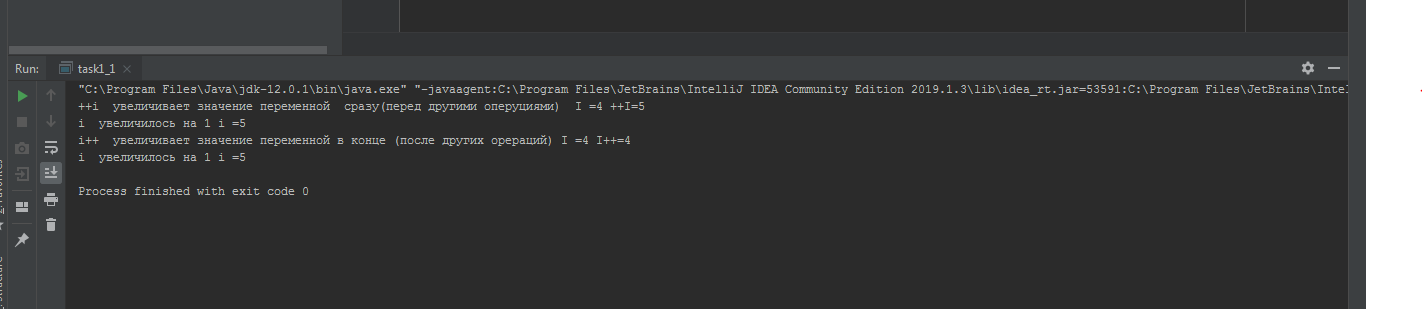 Run: task1_1
"C:\Program Files\Java\jdk-12.0.1\bin\java.exe" "-javaagent:C:\Program Files\JetBrains\IntelliJ IDEA Community Edition 2019.1.3\lib\idea_rt.jar=53591:C:\Program Files\JetBrains\Intel
++i  увеличивает значение переменной  сразу(перед другими оперуциями)  I =4 ++I=5
i  увеличилось на 1 i =5
i++  увеличивает значение переменной в конце (после других орераций) I =4 I++=4
i  увеличилось на 1 i =5
Process finished with exit code 0